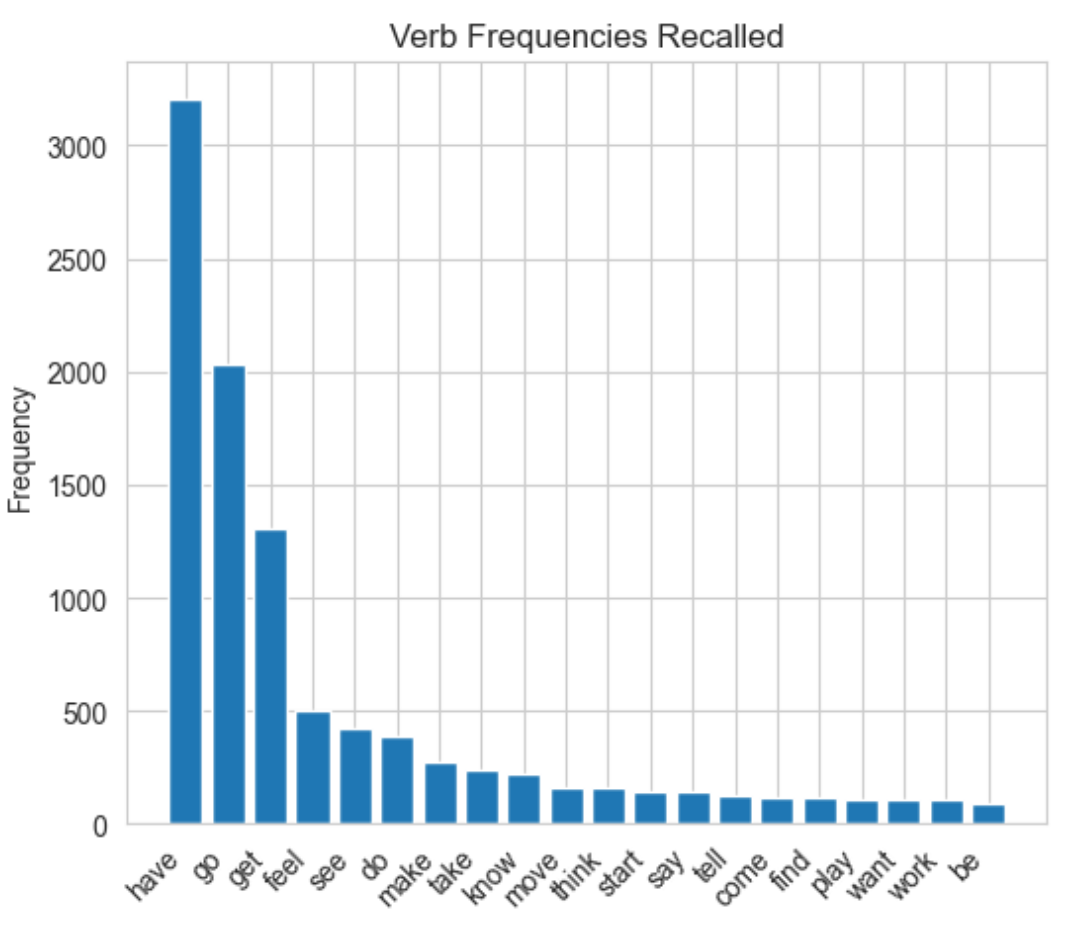 Verb Frequencies Recalled
Frequency
3000
2500
2000
1500
1000
500
0
have go get feel see do make take know move think start say tell come find play want work be